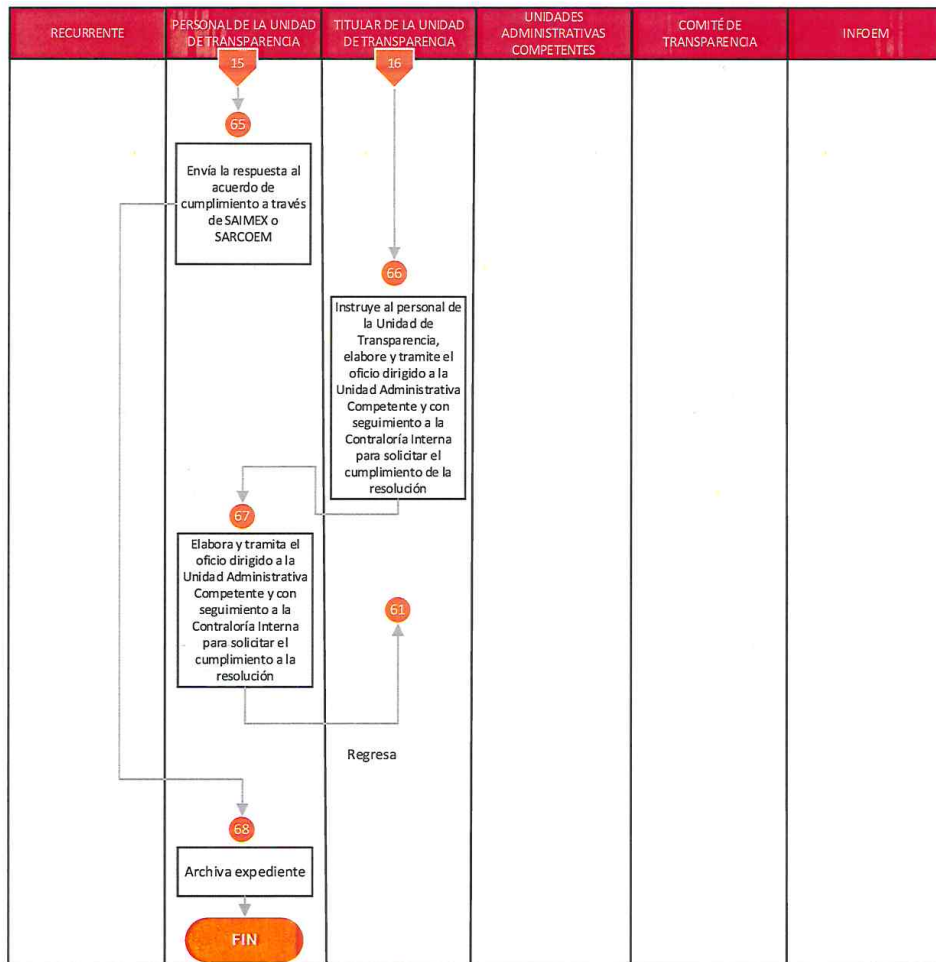 RECURRENTE
PERSONAL DE LA UNIDAD
DE TRANSPARENCIA
TITULAR DE LA UNIDAD
DE TRANSPARENCIA
UNIDADES
ADMINISTRATIVAS
COMPETENTES
COMITÉ DE
TRANSPARENCIA
INFOEM
15
16
65
Envía la respuesta al
acuerdo de
cumplimiento a través
de SAIMEX o
SARCOEM
66
Instruye al personal de
la Unidad de
Transparencia,
elabore y tramite el
oficio dirigido a la
Unidad Administrativa
Competente y con
seguimiento a la
Contraloría Interna
para solicitar el
cumplimiento de la
resolución
67
Elabora y tramita el
oficio dirigido a la
Unidad Administrativa
Competente y con
seguimiento a la
Contraloría Interna
para solicitar el
cumplimiento a la
resolución
61
Regresa
68
Archiva expediente
FIN